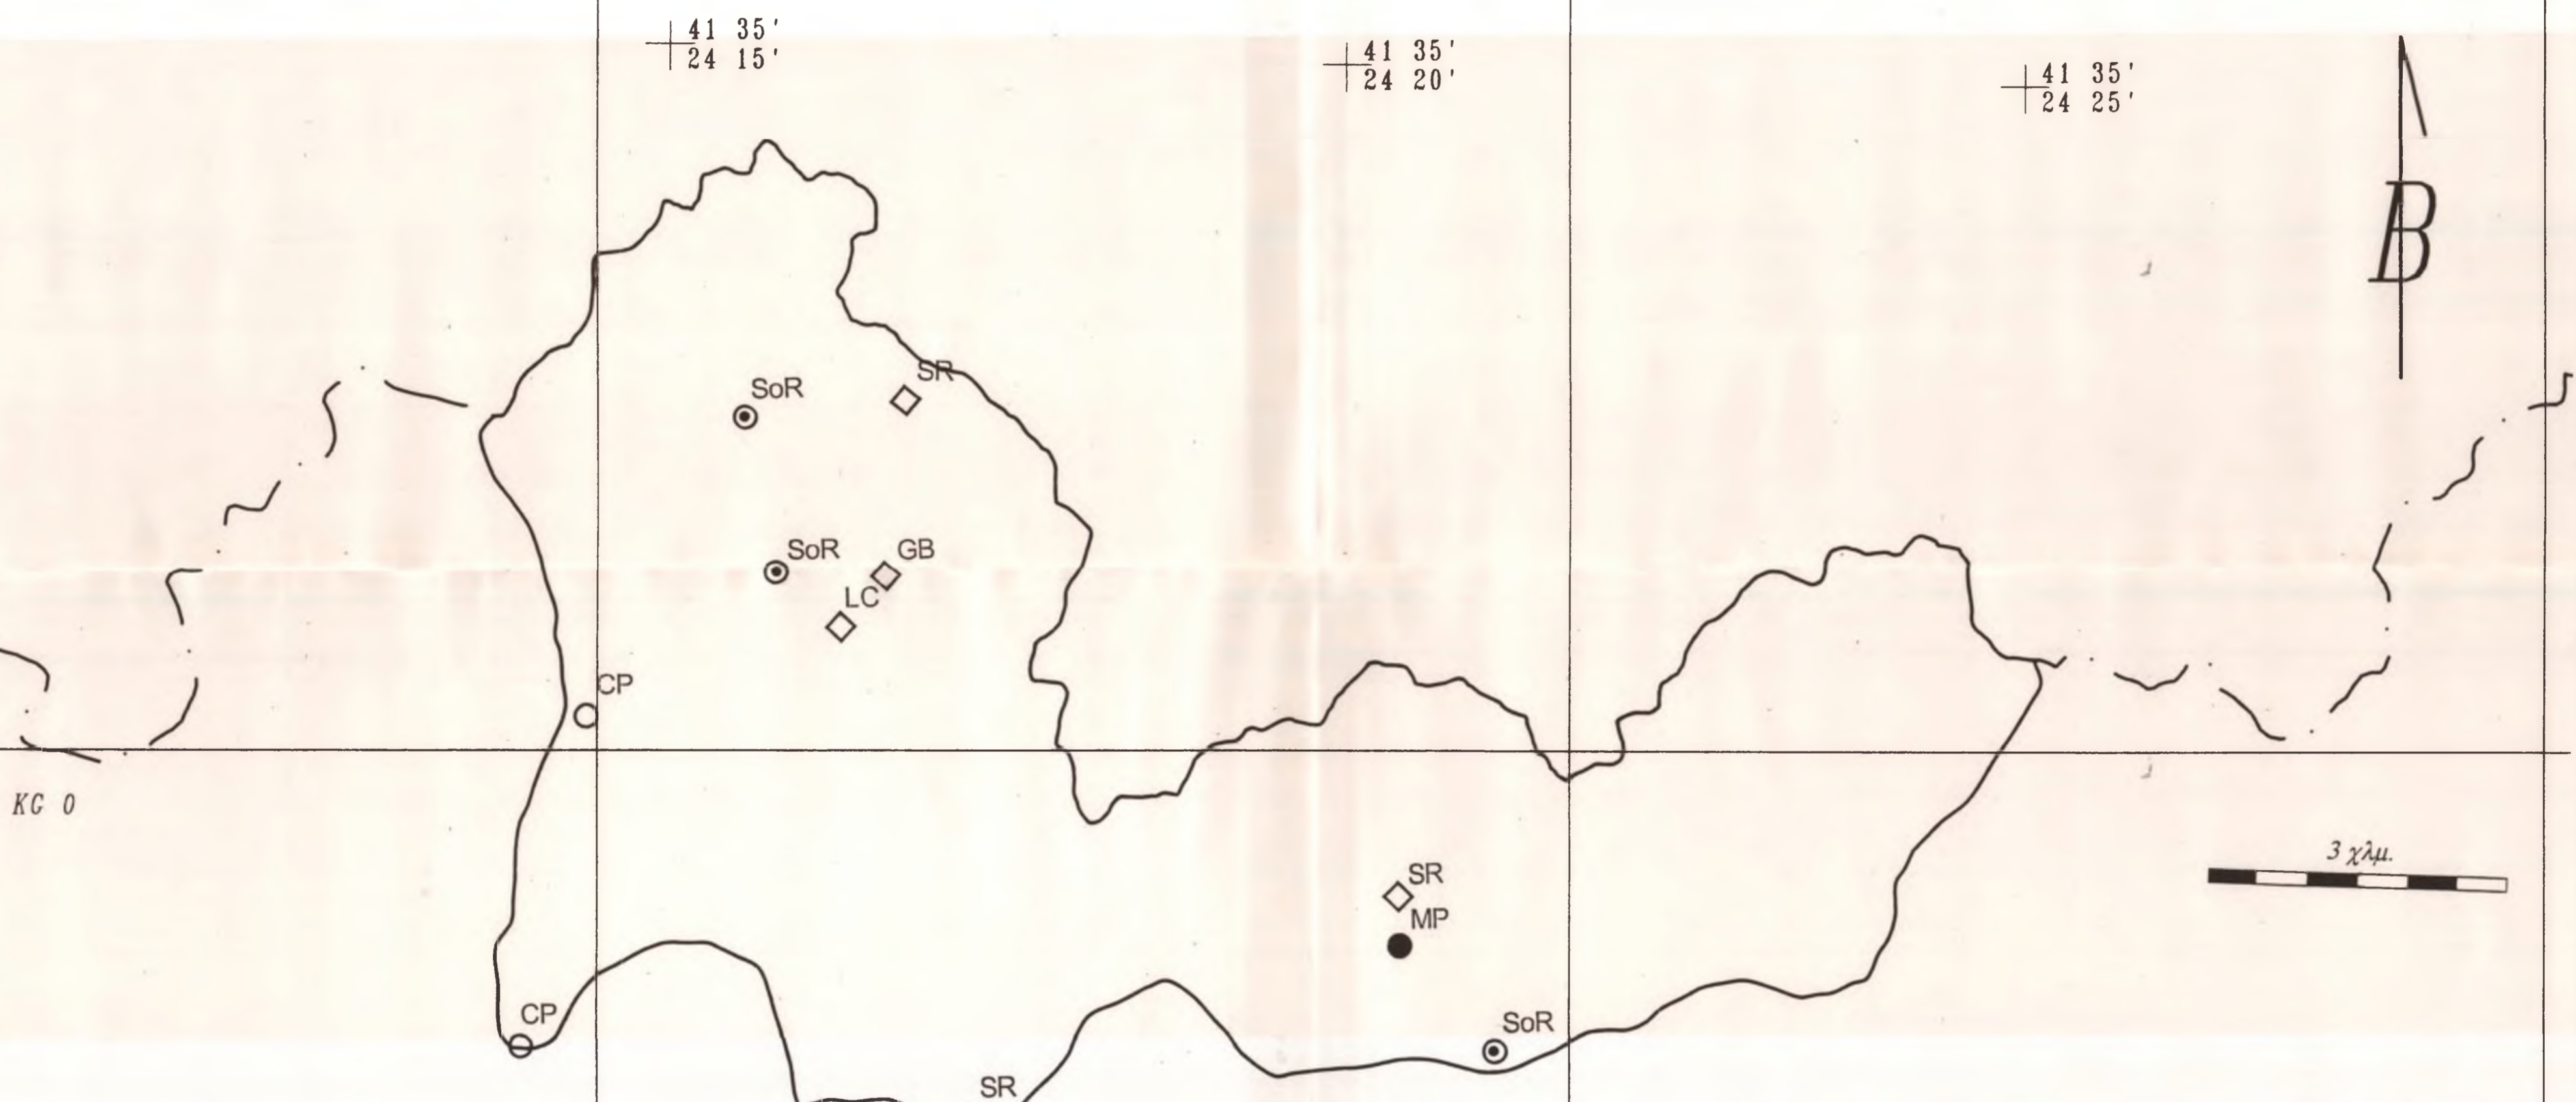 41 35'
24 15'
41 35'
24 20'
41 35'
24 25'
B
SR
SoR
SoR
GB
LC
CP
KG 0
3 χλμ.
SR
MP
CP
SoR
SR